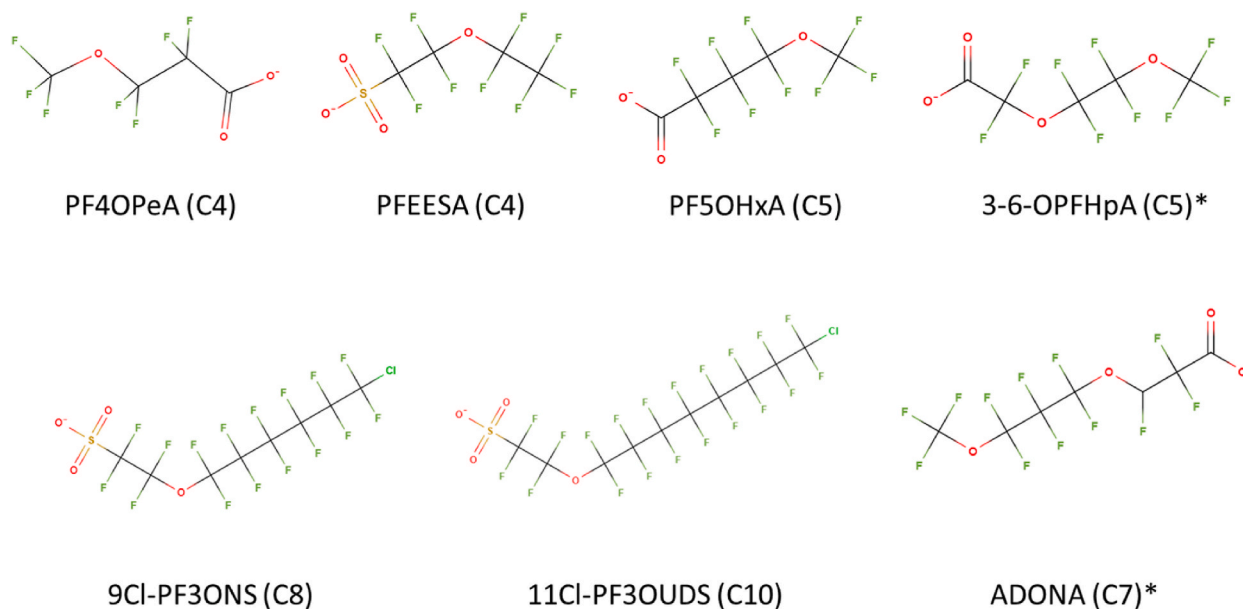 PF4OPeA (C4)
PFEESA (C4)
PF5OHxA (C5)
3-6-OPFHpA (C5)*
9Cl-PF3ONS (C8)
11Cl-PF3OUDS (C10)
ADONA (C7)*